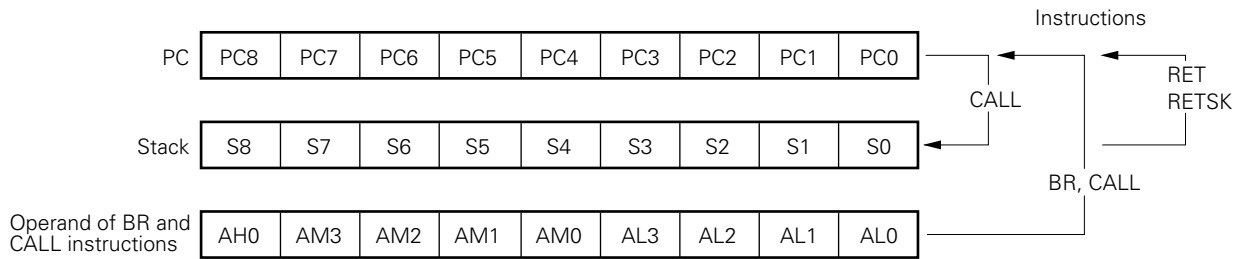 Instructions
PC PC8 PC7 PC6 PC5 PC4 PC3 PC2 PC1 PC0
CALL
RET
RETSK
Stack S8 S7 S6 S5 S4 S3 S2 S1 S0
BR, CALL
Operand of BR and
CALL instructions
AH0 AM3 AM2 AM1 AM0 AL3 AL2 AL1 AL0